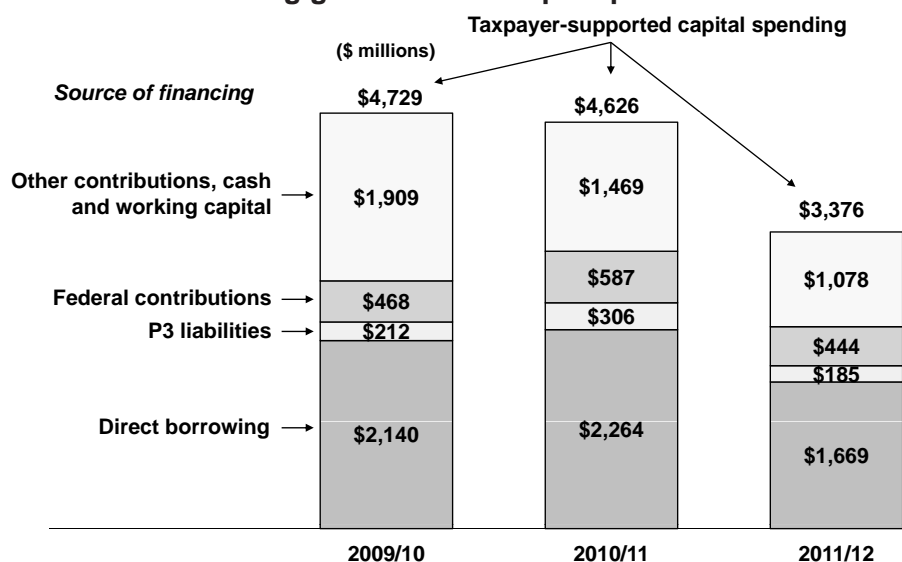 Taxpayer-supported capital spending
($ millions)
Source of financing
$4,729
$4,626
$3,376
Other contributions, cash
and working capital
$1,909
$1,469
$1,078
Federal contributions
$468
$587
$444
P3 liabilities
$212
$306
$185
Direct borrowing
$2,140
$2,264
$1,669
2009/10
2010/11
2011/12